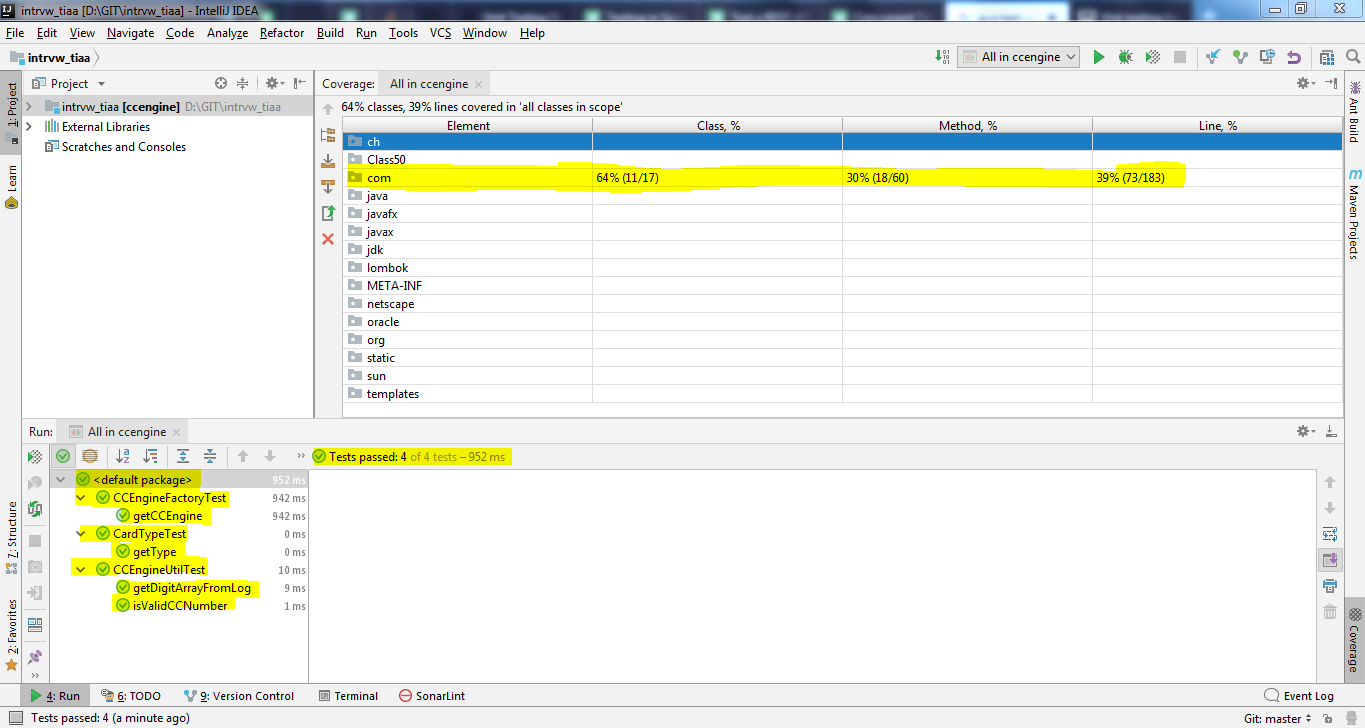 intrvw_tiaa [D:\GIT\intrvw_tiaa] - IntelliJ IDEA
File Edit View Navigate Code Analyze Refactor Build Run Tools VCS Window Help
intrvw_tiaa
All in ccengine
1: Project
Learn
Project
intrvw_tiaa [ccengine] D:\GIT\intrvw_tiaa
External Libraries
Scratches and Consoles
Coverage: All in ccengine
64% classes, 39% lines covered in 'all classes in scope'
Element Class, % Method, % Line, %
ch
Class50
com 64% (11/17) 30% (18/60) 39% (73/183)
java
javafx
javax
jdk
lombok
META-INF
netscape
oracle
org
static
sun
templates
Ant Build
m Maven Projects
Run: All in ccengine
Tests passed: 4 of 4 tests – 952 ms
<default package> 952 ms
CCEngineFactoryTest 942 ms
getCCEngine 942 ms
CardTypeTest 0 ms
getType 0 ms
CCEngineUtilTest 10 ms
getDigitArrayFromLog 9 ms
isValidCCNumber 1 ms
7: Structure
2: Favorites
Coverage
4: Run 6: TODO 9: Version Control Terminal SonarLint Event Log
Tests passed: 4 (a minute ago) Git: master